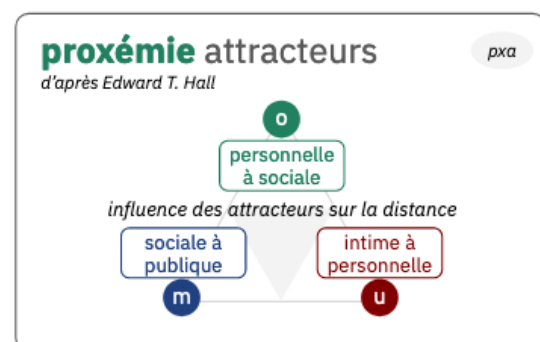 proxémie attracteurs
pxa
d'après Edward T. Hall
o
personnelle
à sociale
influence des attracteurs sur la distance
sociale à
publique
intime à
personnelle
m
u